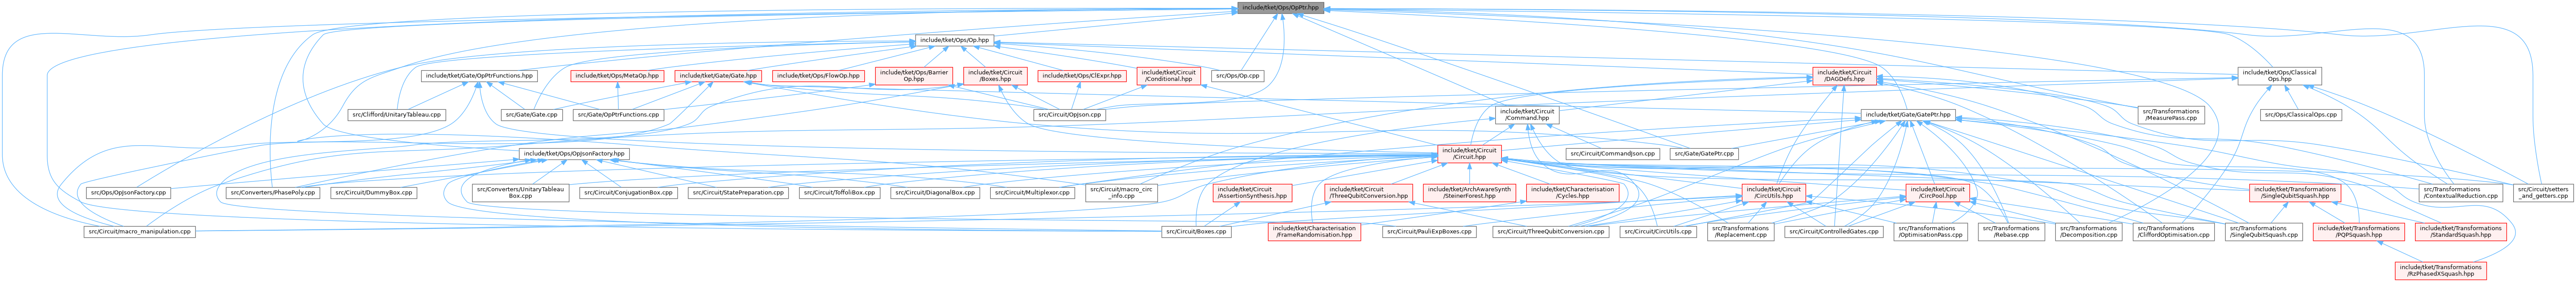 include/tket/Ops/OpPtr.hpp
include/tket/Ops/Op.hpp
include/tket/Gate/OpPtrFunctions.hpp
include/tket/Ops/MetaOp.hpp
include/tket/Gate/Gate.hpp
include/tket/Ops/FlowOp.hpp
include/tket/Ops/Barrier
Op.hpp
include/tket/Circuit
/Boxes.hpp
include/tket/Ops/ClExpr.hpp
include/tket/Circuit
/Conditional.hpp
src/Ops/Op.cpp
include/tket/Circuit
/DAGDefs.hpp
include/tket/Ops/Classical
Ops.hpp
src/Clifford/UnitaryTableau.cpp
src/Gate/Gate.cpp
src/Gate/OpPtrFunctions.cpp
src/Circuit/OpJson.cpp
include/tket/Circuit
/Command.hpp
include/tket/Gate/GatePtr.hpp
src/Transformations
/MeasurePass.cpp
src/Ops/ClassicalOps.cpp
include/tket/Ops/OpJsonFactory.hpp
include/tket/Circuit
/Circuit.hpp
src/Circuit/CommandJson.cpp
src/Gate/GatePtr.cpp
src/Ops/OpJsonFactory.cpp
src/Converters/PhasePoly.cpp
src/Circuit/DummyBox.cpp
src/Converters/UnitaryTableau
Box.cpp
src/Circuit/ConjugationBox.cpp
src/Circuit/StatePreparation.cpp
src/Circuit/ToffoliBox.cpp
src/Circuit/DiagonalBox.cpp
src/Circuit/Multiplexor.cpp
src/Circuit/macro_circ
_info.cpp
include/tket/Circuit
/AssertionSynthesis.hpp
include/tket/Circuit
/ThreeQubitConversion.hpp
include/tket/ArchAwareSynth
/SteinerForest.hpp
include/tket/Characterisation
/Cycles.hpp
include/tket/Circuit
/CircUtils.hpp
include/tket/Circuit
/CircPool.hpp
include/tket/Transformations
/SingleQubitSquash.hpp
src/Transformations
/ContextualReduction.cpp
src/Circuit/setters
_and_getters.cpp
src/Circuit/macro_manipulation.cpp
src/Circuit/Boxes.cpp
include/tket/Characterisation
/FrameRandomisation.hpp
src/Circuit/PauliExpBoxes.cpp
src/Circuit/ThreeQubitConversion.cpp
src/Circuit/CircUtils.cpp
src/Transformations
/Replacement.cpp
src/Circuit/ControlledGates.cpp
src/Transformations
/OptimisationPass.cpp
src/Transformations
/Rebase.cpp
src/Transformations
/Decomposition.cpp
src/Transformations
/CliffordOptimisation.cpp
src/Transformations
/SingleQubitSquash.cpp
include/tket/Transformations
/PQPSquash.hpp
include/tket/Transformations
/StandardSquash.hpp
include/tket/Transformations
/RzPhasedXSquash.hpp